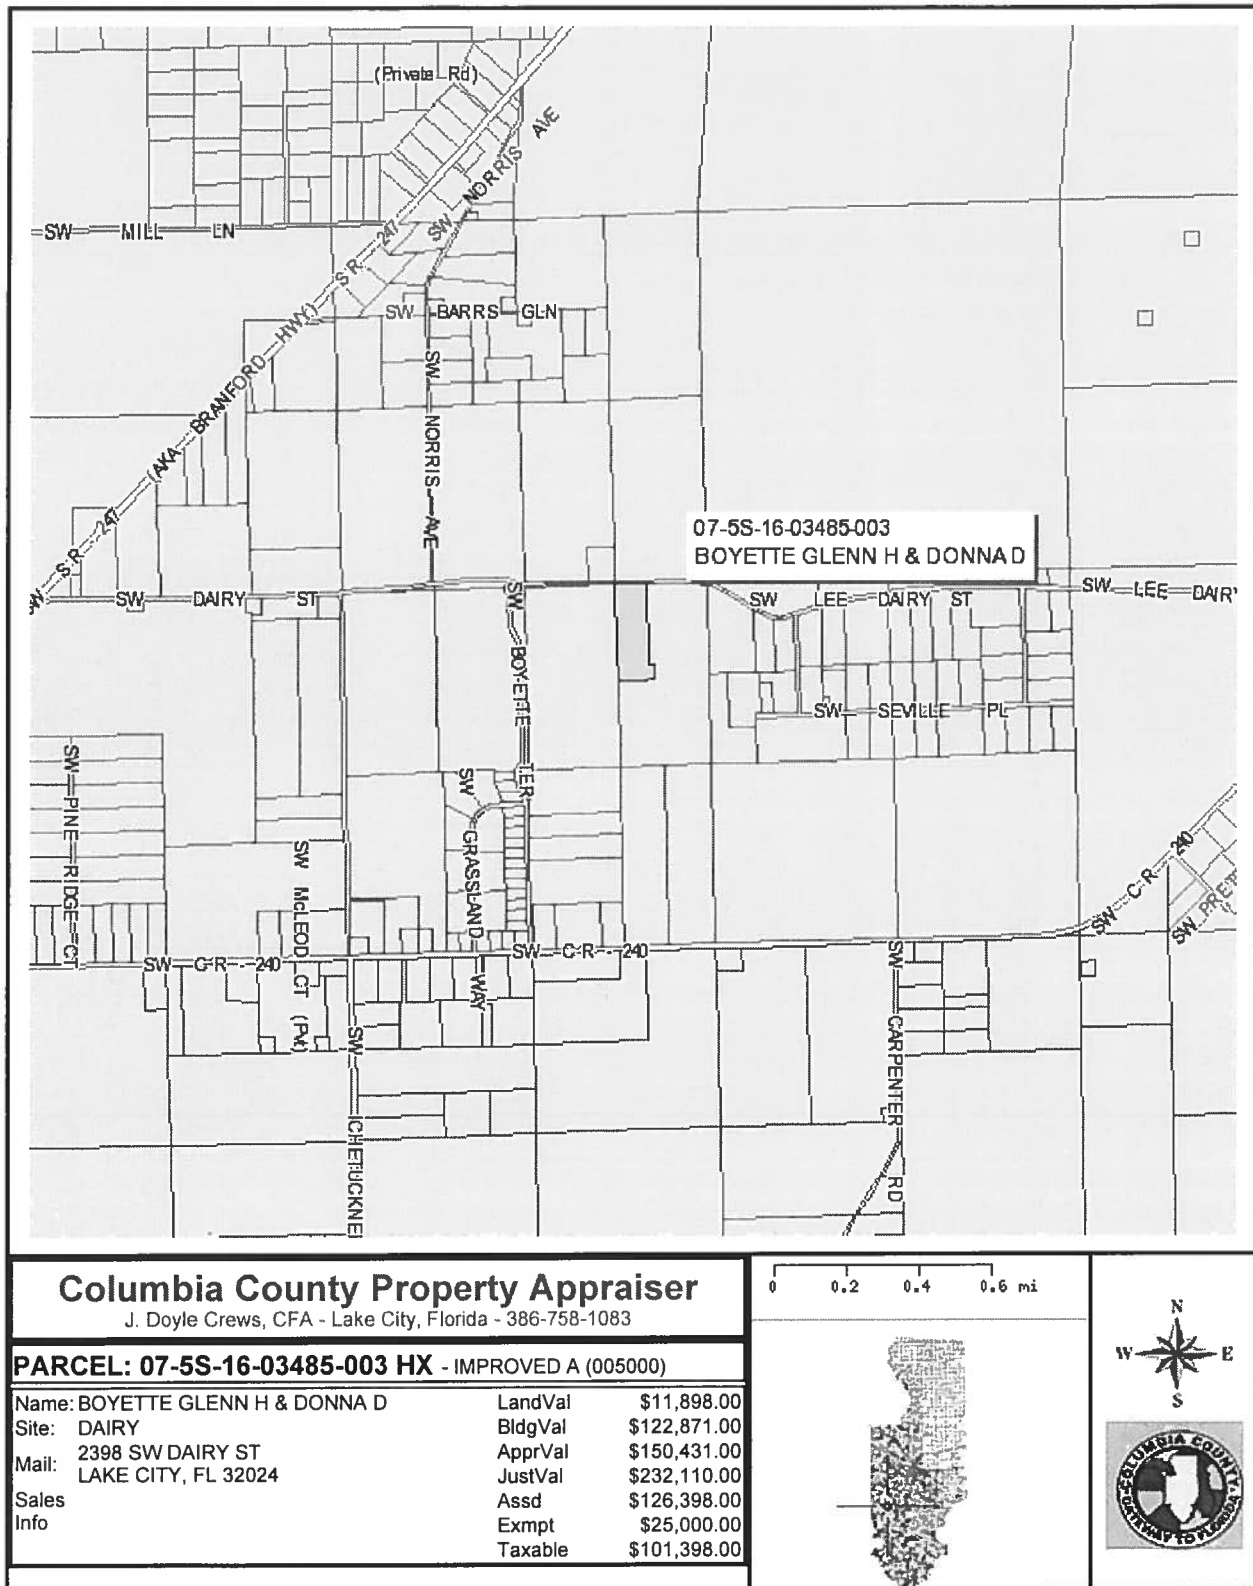 (Private Rd)
SW NORRIS AVE
SW MILL LN
SR 247
SW BARRS GLN
(AKA BRANFORD HWY)
SW NORRIS AVE
SR 247
07-5S-16-03485-003
BOYETTE GLENN H & DONNA D
SW
SW DAIRY ST
SW LEE DAIRY ST
SW LEE DAIRY
SW BOYETTE TER
SW SEVILLE PL
SW PINE RIDGE CT
SW GRASSLAND WAY
SW McLEOD CT (Pvt)
SW C R 240
SW C R 240
SW C R 240
SW CARPENTER RD
SW ICHETUCKNE
Columbia County Property Appraiser
J. Doyle Crews, CFA - Lake City, Florida - 386-758-1083
PARCEL: 07-5S-16-03485-003 HX - IMPROVED A (005000)
Name: BOYETTE GLENN H & DONNA D
Site: DAIRY
Mail: 2398 SW DAIRY ST
LAKE CITY, FL 32024
Sales
Info
LandVal $11,898.00
BldgVal $122,871.00
ApprVal $150,431.00
JustVal $232,110.00
Assd $126,398.00
Exmpt $25,000.00
Taxable $101,398.00
0 0.2 0.4 0.6 mi
N
W E
S
COLUMBIA COUNTY
GATEWAY TO FLORIDA